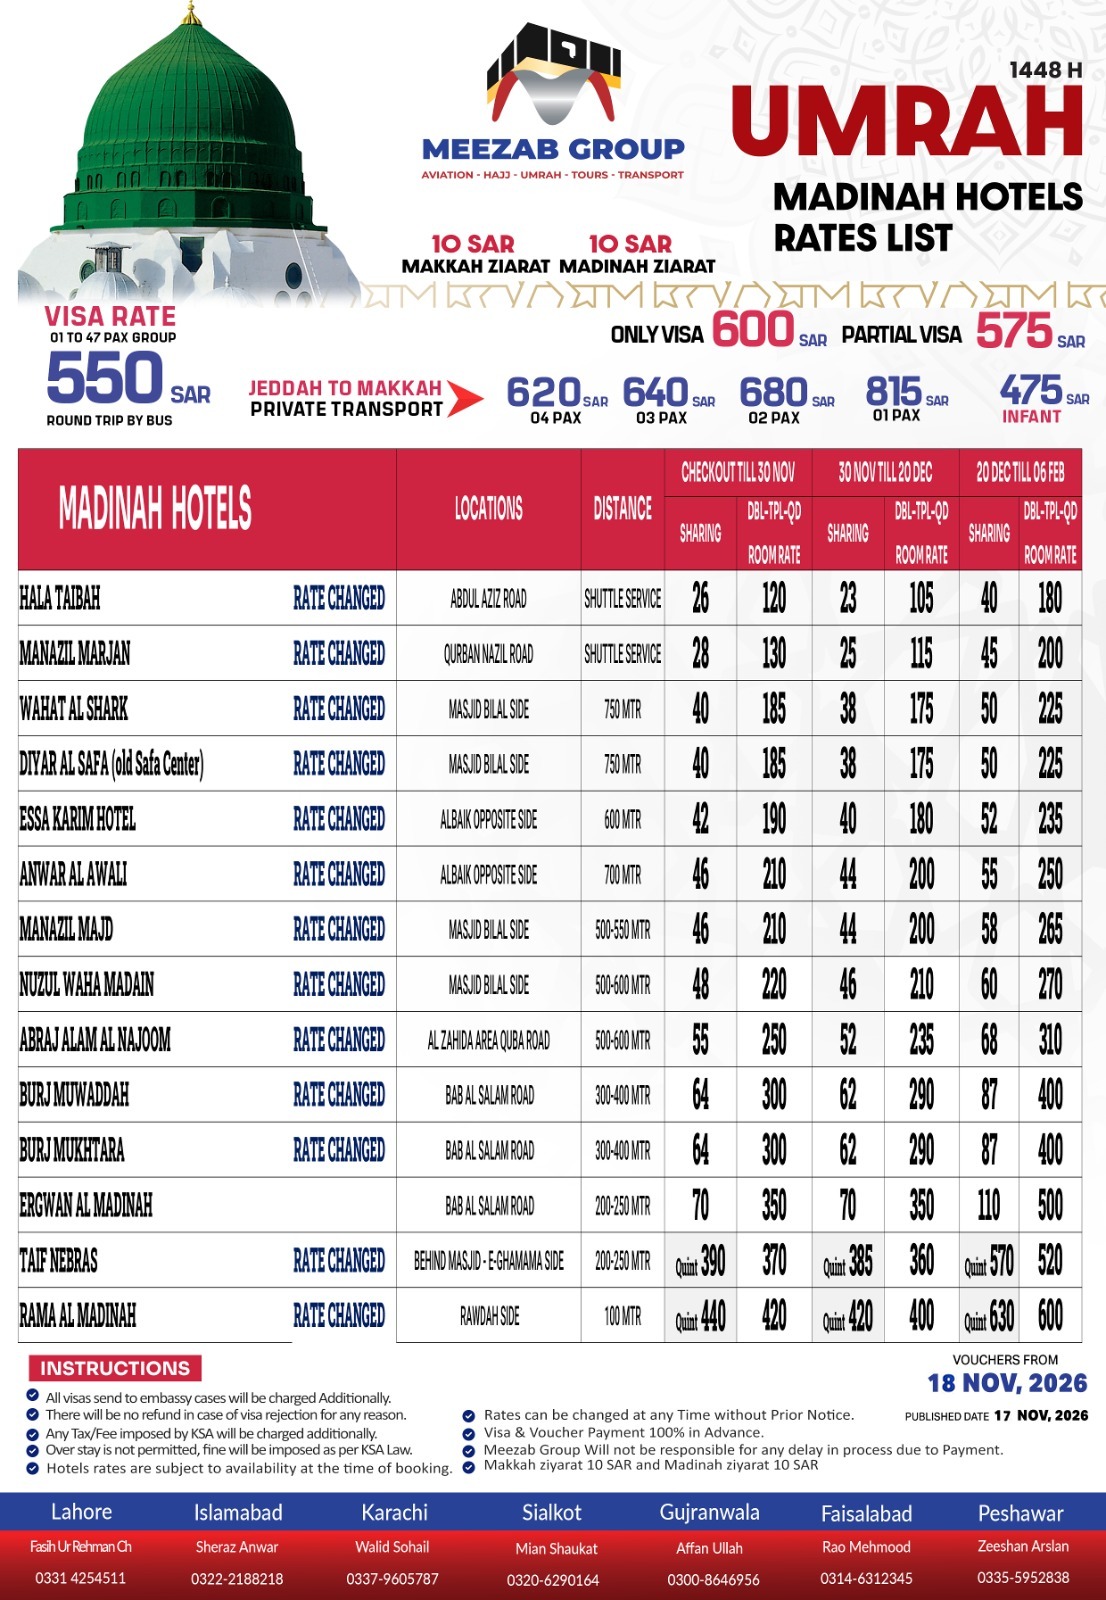 1448 H
UMRAH
MADINAH HOTELS
RATES LIST
MEEZAB GROUP
AVIATION - HAJJ - UMRAH - TOURS - TRANSPORT
10 SAR MAKKAH ZIARAT
10 SAR MADINAH ZIARAT
VISA RATE
01 TO 47 PAX GROUP
550 SAR
ROUND TRIP BY BUS
ONLY VISA 600 SAR PARTIAL VISA 575 SAR
JEDDAH TO MAKKAH
PRIVATE TRANSPORT
620 SAR 04 PAX
640 SAR 03 PAX
680 SAR 02 PAX
815 SAR 01 PAX
475 SAR INFANT
MADINAH HOTELS LOCATIONS DISTANCE CHECKOUT TILL 30 NOV 30 NOV TILL 20 DEC 20 DEC TILL 06 FEB
SHARING DBL-TPL-QD ROOM RATE SHARING DBL-TPL-QD ROOM RATE SHARING DBL-TPL-QD ROOM RATE
HALA TAIBAH RATE CHANGED ABDUL AZIZ ROAD SHUTTLE SERVICE 26 120 23 105 40 180
MANAZIL MARJAN RATE CHANGED QURBAN NAZIL ROAD SHUTTLE SERVICE 28 130 25 115 45 200
WAHAT AL SHARK RATE CHANGED MASJID BILAL SIDE 750 MTR 40 185 38 175 50 225
DIYAR AL SAFA (old Safa Center) RATE CHANGED MASJID BILAL SIDE 750 MTR 40 185 38 175 50 225
ESSA KARIM HOTEL RATE CHANGED ALBAIK OPPOSITE SIDE 600 MTR 42 190 40 180 52 235
ANWAR AL AWALI RATE CHANGED ALBAIK OPPOSITE SIDE 700 MTR 46 210 44 200 55 250
MANAZIL MAJD RATE CHANGED MASJID BILAL SIDE 500-550 MTR 46 210 44 200 58 265
NUZUL WAHA MADAIN RATE CHANGED MASJID BILAL SIDE 500-600 MTR 48 220 46 210 60 270
ABRAJ ALAM AL NAJOOM RATE CHANGED AL ZAHIDA AREA QUBA ROAD 500-600 MTR 55 250 52 235 68 310
BURJ MUWADDAH RATE CHANGED BAB AL SALAM ROAD 300-400 MTR 64 300 62 290 87 400
BURJ MUKHTARA RATE CHANGED BAB AL SALAM ROAD 300-400 MTR 64 300 62 290 87 400
ERGWAN AL MADINAH BAB AL SALAM ROAD 200-250 MTR 70 350 70 350 110 500
TAIF NEBRAS RATE CHANGED BEHIND MASJID - E-GHAMAMA SIDE 200-250 MTR Quint 390 370 Quint 385 360 Quint 570 520
RAMA AL MADINAH RATE CHANGED RAWDAH SIDE 100 MTR Quint 440 420 Quint 420 400 Quint 630 600
INSTRUCTIONS
All visas send to embassy cases will be charged Additionally.
There will be no refund in case of visa rejection for any reason.
Any Tax/Fee imposed by KSA will be charged additionally.
Over stay is not permitted, fine will be imposed as per KSA Law.
Hotels rates are subject to availability at the time of booking.
Rates can be changed at any Time without Prior Notice.
Visa & Voucher Payment 100% in Advance.
Meezab Group Will not be responsible for any delay in process due to Payment.
Makkah ziyarat 10 SAR and Madinah ziyarat 10 SAR
VOUCHERS FROM
18 NOV, 2026
PUBLISHED DATE 17 NOV, 2026
Lahore Islamabad Karachi Sialkot Gujranwala Faisalabad Peshawar
Fasih Ur Rehman Ch Sheraz Anwar Walid Sohail Mian Shaukat Affan Ullah Rao Mehmood Zeeshan Arslan
0331 4254511 0322-2188218 0337-9605787 0320-6290164 0300-8646956 0314-6312345 0335-5952838